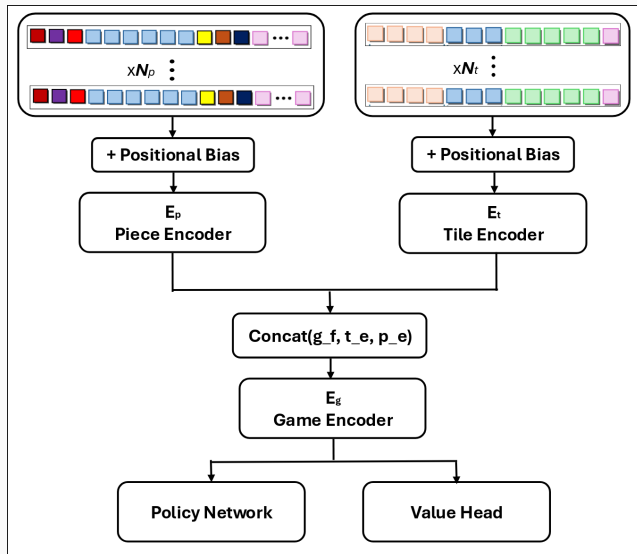 xNp
xNt
+ Positional Bias
+ Positional Bias
Ep
Piece Encoder
Et
Tile Encoder
Concat(g_f, t_e, p_e)
Eg
Game Encoder
Policy Network
Value Head